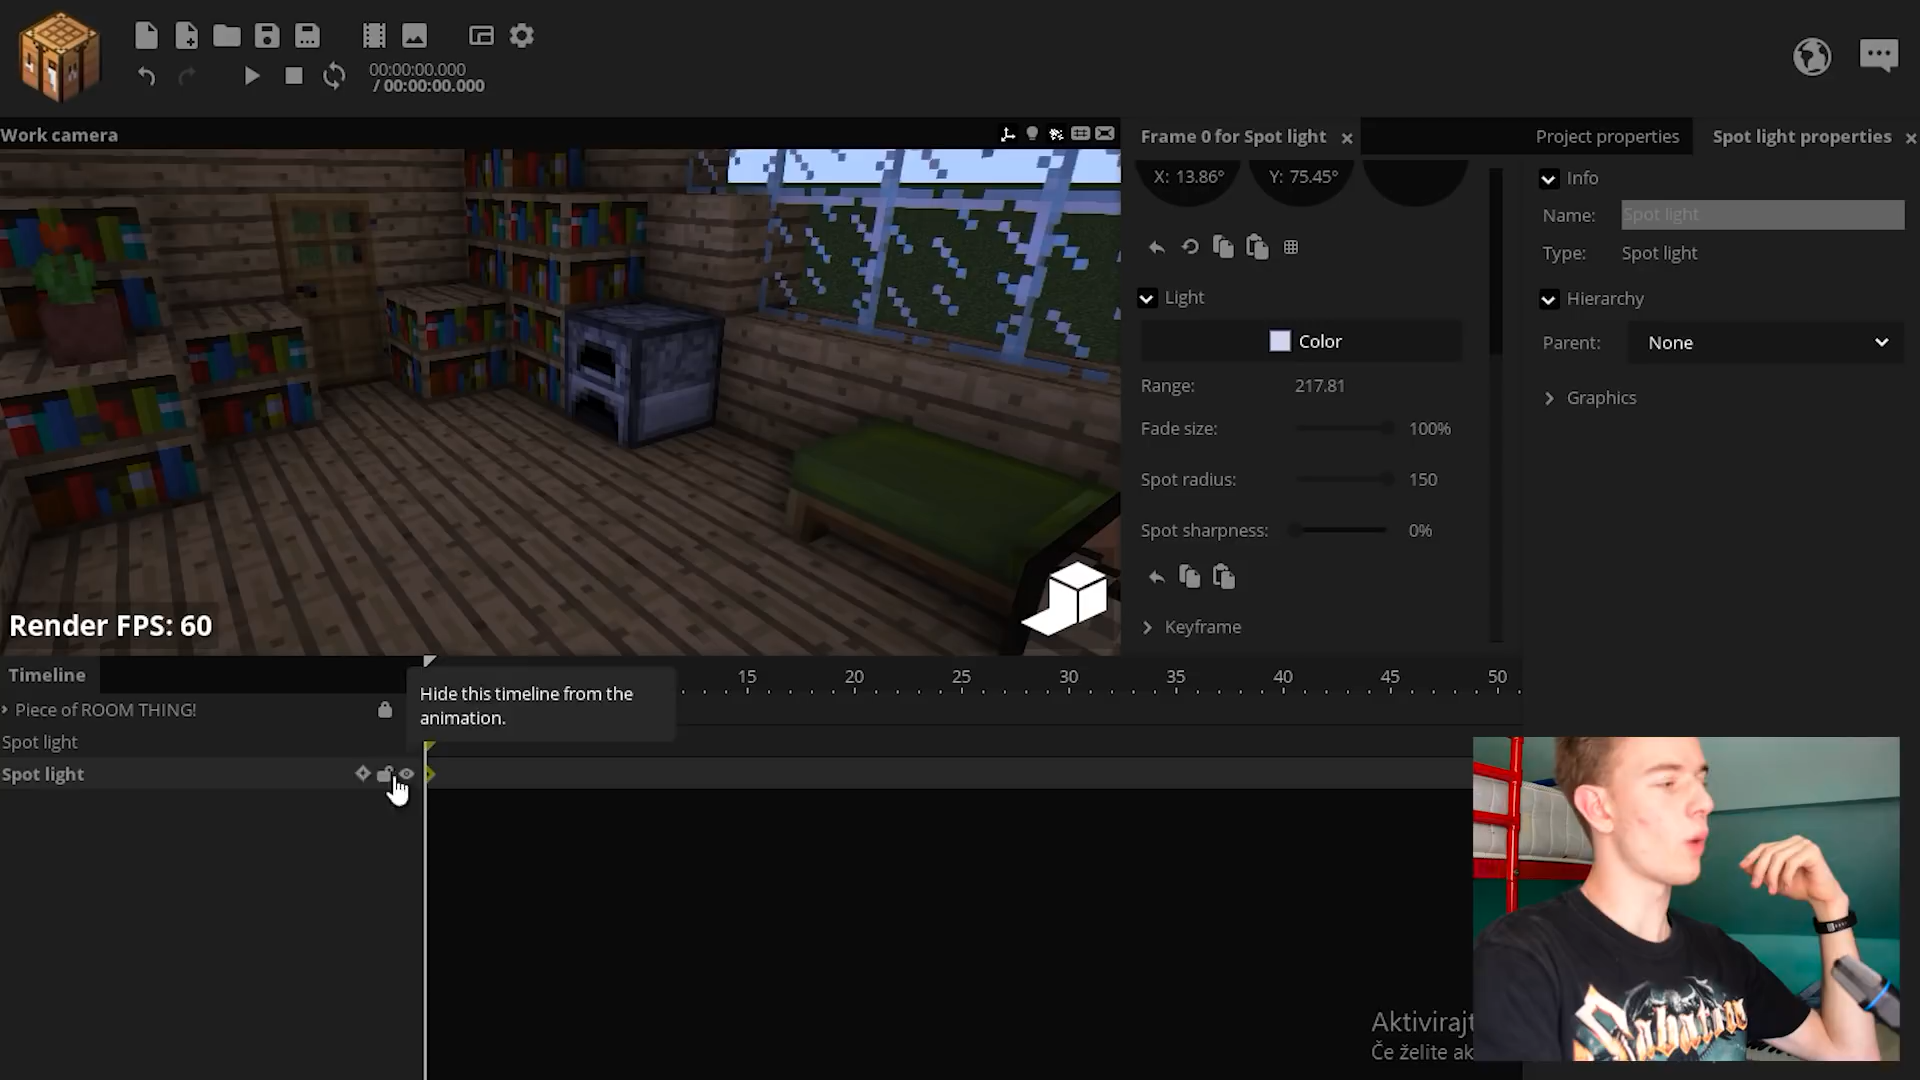 00:00:00.000
/ 00:00:00.000
Work camera
Frame 0 for Spot light
Project properties
Spot light properties
X: 13.86°
Y: 75.45°
Info
Name: Spot light
Type: Spot light
Light
Hierarchy
Color
Parent: None
Range: 217.81
Graphics
Fade size: 100%
Spot radius: 150
Spot sharpness: 0%
Render FPS: 60
Keyframe
Timeline
15 20 25 30 35 40 45 50
Hide this timeline from the
animation.
Piece of ROOM THING!
Spot light
Spot light
Aktiviraj
Če želite ak
Sabaton